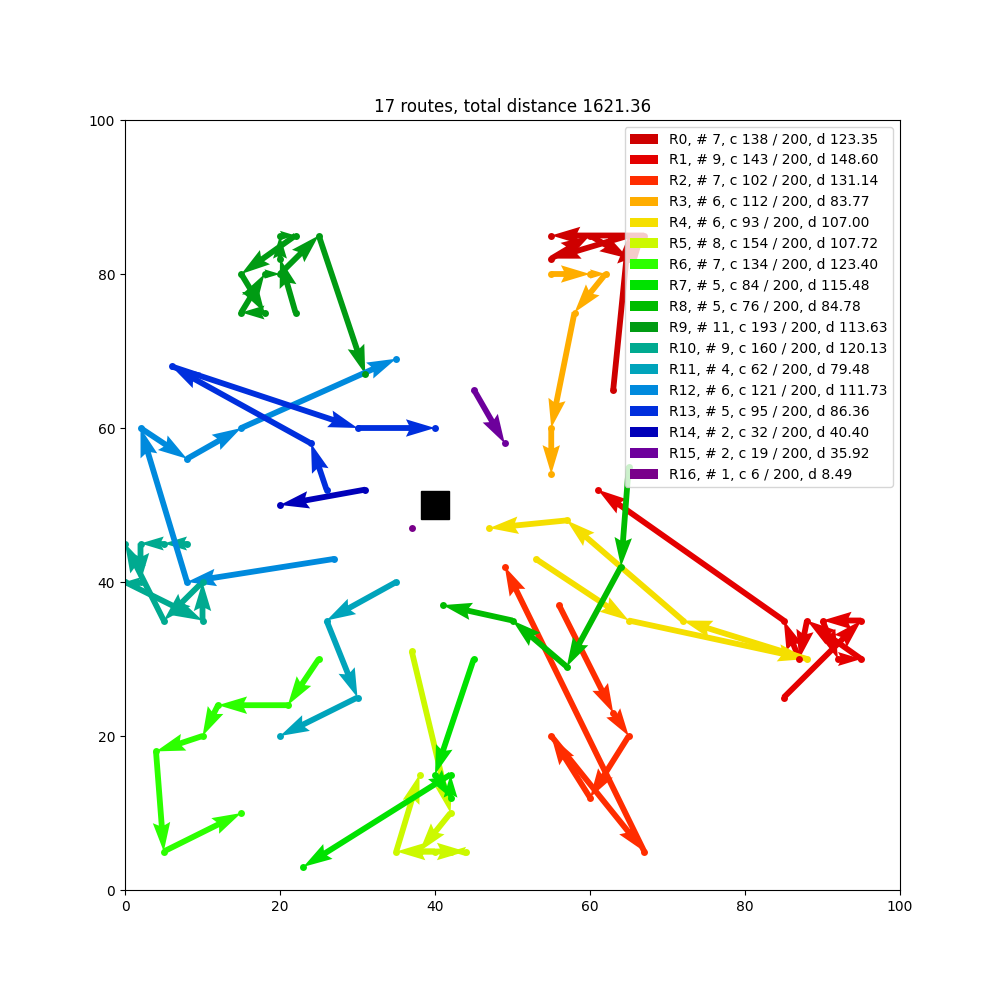 17 routes, total distance 1621.36
100
80
60
40
20
0
0 20 40 60 80 100
R0, # 7, c 138 / 200, d 123.35
R1, # 9, c 143 / 200, d 148.60
R2, # 7, c 102 / 200, d 131.14
R3, # 6, c 112 / 200, d 83.77
R4, # 6, c 93 / 200, d 107.00
R5, # 8, c 154 / 200, d 107.72
R6, # 7, c 134 / 200, d 123.40
R7, # 5, c 84 / 200, d 115.48
R8, # 5, c 76 / 200, d 84.78
R9, # 11, c 193 / 200, d 113.63
R10, # 9, c 160 / 200, d 120.13
R11, # 4, c 62 / 200, d 79.48
R12, # 6, c 121 / 200, d 111.73
R13, # 5, c 95 / 200, d 86.36
R14, # 2, c 32 / 200, d 40.40
R15, # 2, c 19 / 200, d 35.92
R16, # 1, c 6 / 200, d 8.49